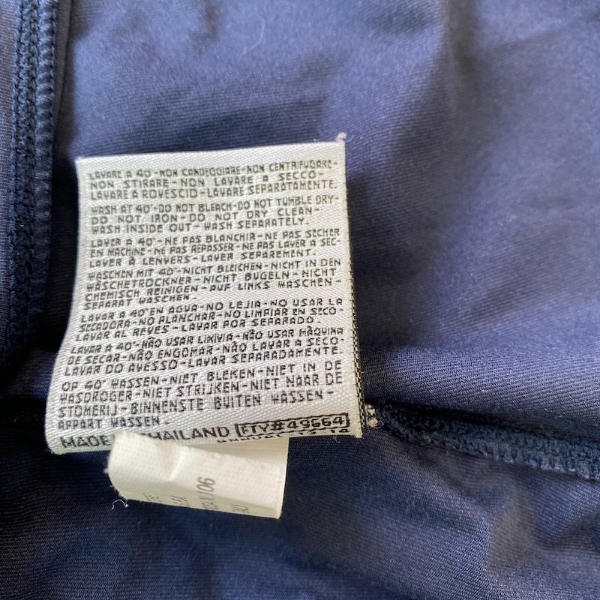 LAVARE A 40°-NON CANDEGGIARE-NON CENTRIFUGARE-
NON STIRARE-NON LAVARE A SECCO-
LAVARE A ROVESCIO-LAVARE SEPARATAMENTE.
WASH AT 40°-DO NOT BLEACH-DO NOT TUMBLE DRY-
DO NOT IRON-DO NOT DRY CLEAN-
WASH INSIDE OUT-WASH SEPARATELY.
LAVER À 40°-NE PAS BLANCHIR-NE PAS SECHER
EN MACHINE-NE PAS REPASSER-NE PAS LAVER A SEC-
LAVER À L'ENVERS-LAVER SEPAREMENT.
WASCHEN MIT 40°-NICHT BLEICHEN-NICHT IN DEN
WÄSCHETROCKNER-NICHT BÜGELN-NICHT
CHEMISCH REINIGEN-AUF LINKS WASCHEN-
SEPARAT WASCHEN.
LAVAR A 40°EN AGUA-NO LEJIA-NO USAR LA
SECADORA-NO PLANCHAR-NO LIMPIAR EN SECO
LAVAR AL REVES-LAVAR POR SEPARADO.
LAVAR A 40°-NÃO USAR LIXIVIA-NÃO USAR MÁQUINA
DE SECAR-NÃO ENGOMAR-NÃO LAVAR A SECO-
LAVAR DO AVESSO-LAVAR SEPARADAMENTE.
OP 40° WASSEN-NIET BLEKEN-NIET IN DE
WASDROGER-NIET STRIJKEN-NIET NAAR DE
STOMERIJ-BINNENSTE BUITEN WASSEN-
APART WASSEN.
MADE THAILAND FTY#49564